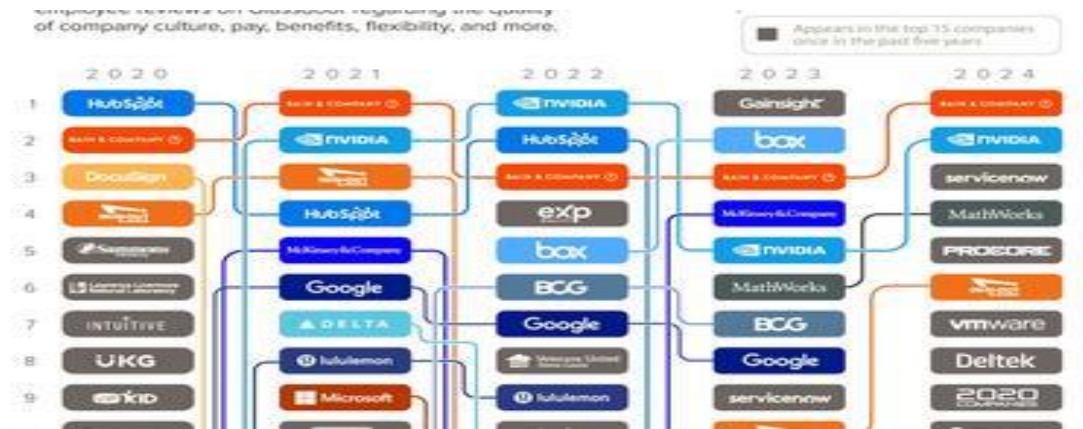 employee reviews on Glassdoor regarding the quality
of company culture, pay, benefits, flexibility, and more.
Appears in the top 15 companies
once in the past five years
2020 2021 2022 2023 2024
1 HubSpot BAIN & COMPANY NVIDIA Gainsight BAIN & COMPANY
2 BAIN & COMPANY NVIDIA HubSpot box NVIDIA
3 DocuSign BAIN & COMPANY BAIN & COMPANY servicenow
4 HubSpot exp McKinsey & Company MathWorks
5 McKinsey & Company box NVIDIA PROCORE
6 Google BCG MathWorks
7 INTUITIVE DELTA Google BCG vmware
8 UKG lululemon Veterans United Google Deltek
9 KID Microsoft lululemon servicenow 2020 COMPANIES